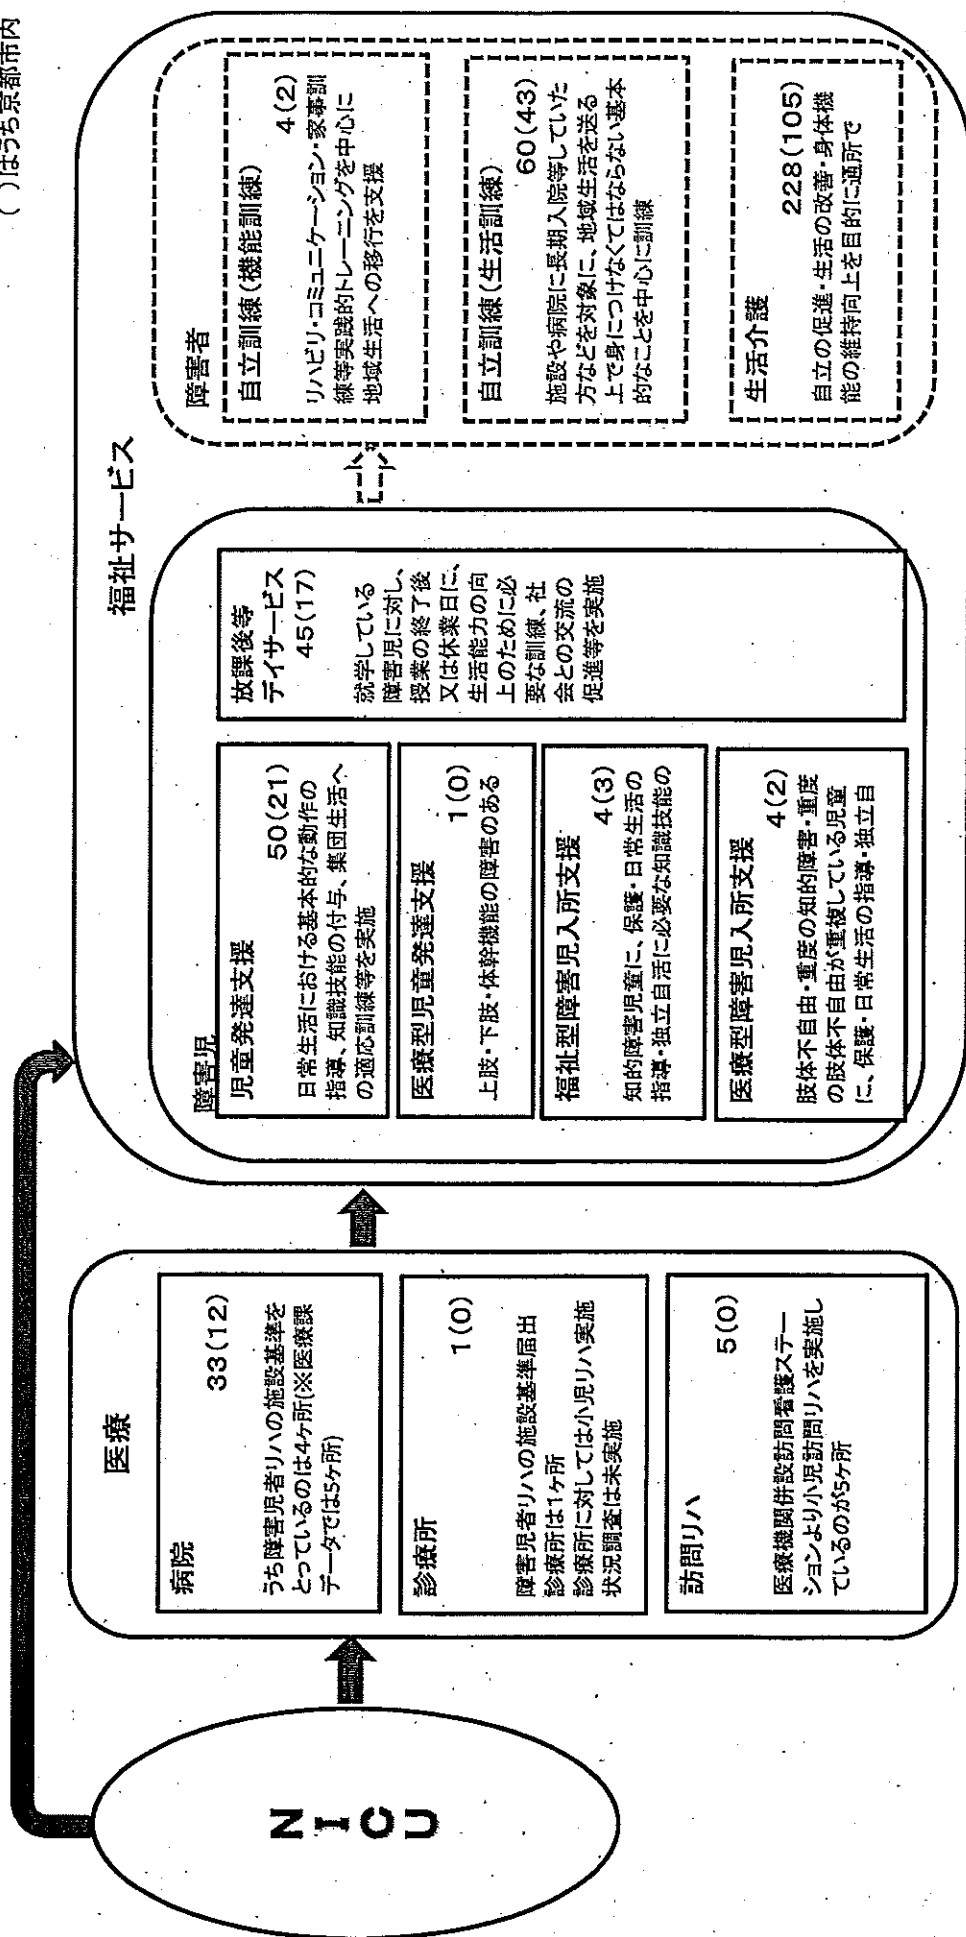 ( )はうち京都市内
NICU
医療
病院
33(12)
うち障害児者リハの施設基準を
とっているのは4ヶ所(※医療課
データでは5ヶ所)
診療所
1(0)
障害児者リハの施設基準届出
診療所は1ヶ所
診療所に対しては小児リハ実施
状況調査は未実施
訪問リハ
5(0)
医療機関併設訪問看護ステー
ションより小児訪問リハを実施し
ているのが5ヶ所
福祉サービス
障害児
児童発達支援
50(21)
日常生活における基本的な動作の
指導、知識技能の付与、集団生活へ
の適応訓練等を実施
医療型児童発達支援
1(0)
上肢・下肢・体幹機能の障害のある
福祉型障害児入所支援
4(3)
知的障害児童に、保護・日常生活の
指導・独立自活に必要な知識技能の
医療型障害児入所支援
4(2)
肢体不自由・重度の知的障害・重度
の肢体不自由が重複している児童
に、保護・日常生活の指導・独立自
放課後等
デイサービス
45(17)
就学している
障害児に対し、
授業の終了後
又は休業日に、
生活能力の向
上のために必
要な訓練、社
会との交流の
促進等を実施
障害者
自立訓練(機能訓練)
4(2)
リハビリ・コミュニケーション・家事訓
練等実践的トレーニングを中心に
地域生活への移行を支援
自立訓練(生活訓練)
60(43)
施設や病院に長期入院等していた
方などを対象に、地域生活を送る
上で身につけなくてはならない基本
的なことを中心に訓練
生活介護
228(105)
自立の促進・生活の改善・身体機
能の維持向上を目的に通所で